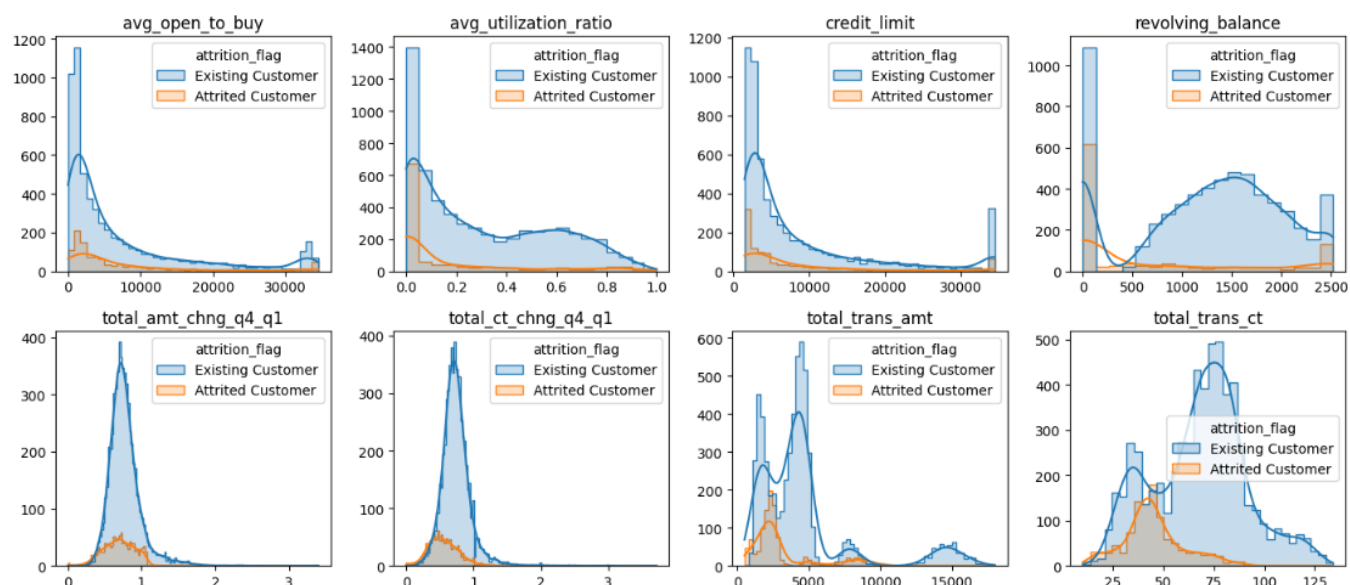 avg_open_to_buy
1200
1000
800
600
400
200
0
0 10000 20000 30000
attrition_flag
Existing Customer
Attrited Customer
avg_utilization_ratio
1400
1200
1000
800
600
400
200
0
0.0 0.2 0.4 0.6 0.8 1.0
attrition_flag
Existing Customer
Attrited Customer
credit_limit
1200
1000
800
600
400
200
0
0 10000 20000 30000
attrition_flag
Existing Customer
Attrited Customer
revolving_balance
1000
800
600
400
200
0
0 500 1000 1500 2000 2500
attrition_flag
Existing Customer
Attrited Customer
total_amt_chng_q4_q1
400
300
200
100
0
0 1 2 3
attrition_flag
Existing Customer
Attrited Customer
total_ct_chng_q4_q1
400
300
200
100
0
0 1 2 3
attrition_flag
Existing Customer
Attrited Customer
total_trans_amt
600
500
400
300
200
100
0
0 5000 10000 15000
attrition_flag
Existing Customer
Attrited Customer
total_trans_ct
500
400
300
200
100
0
25 50 75 100 125
attrition_flag
Existing Customer
Attrited Customer